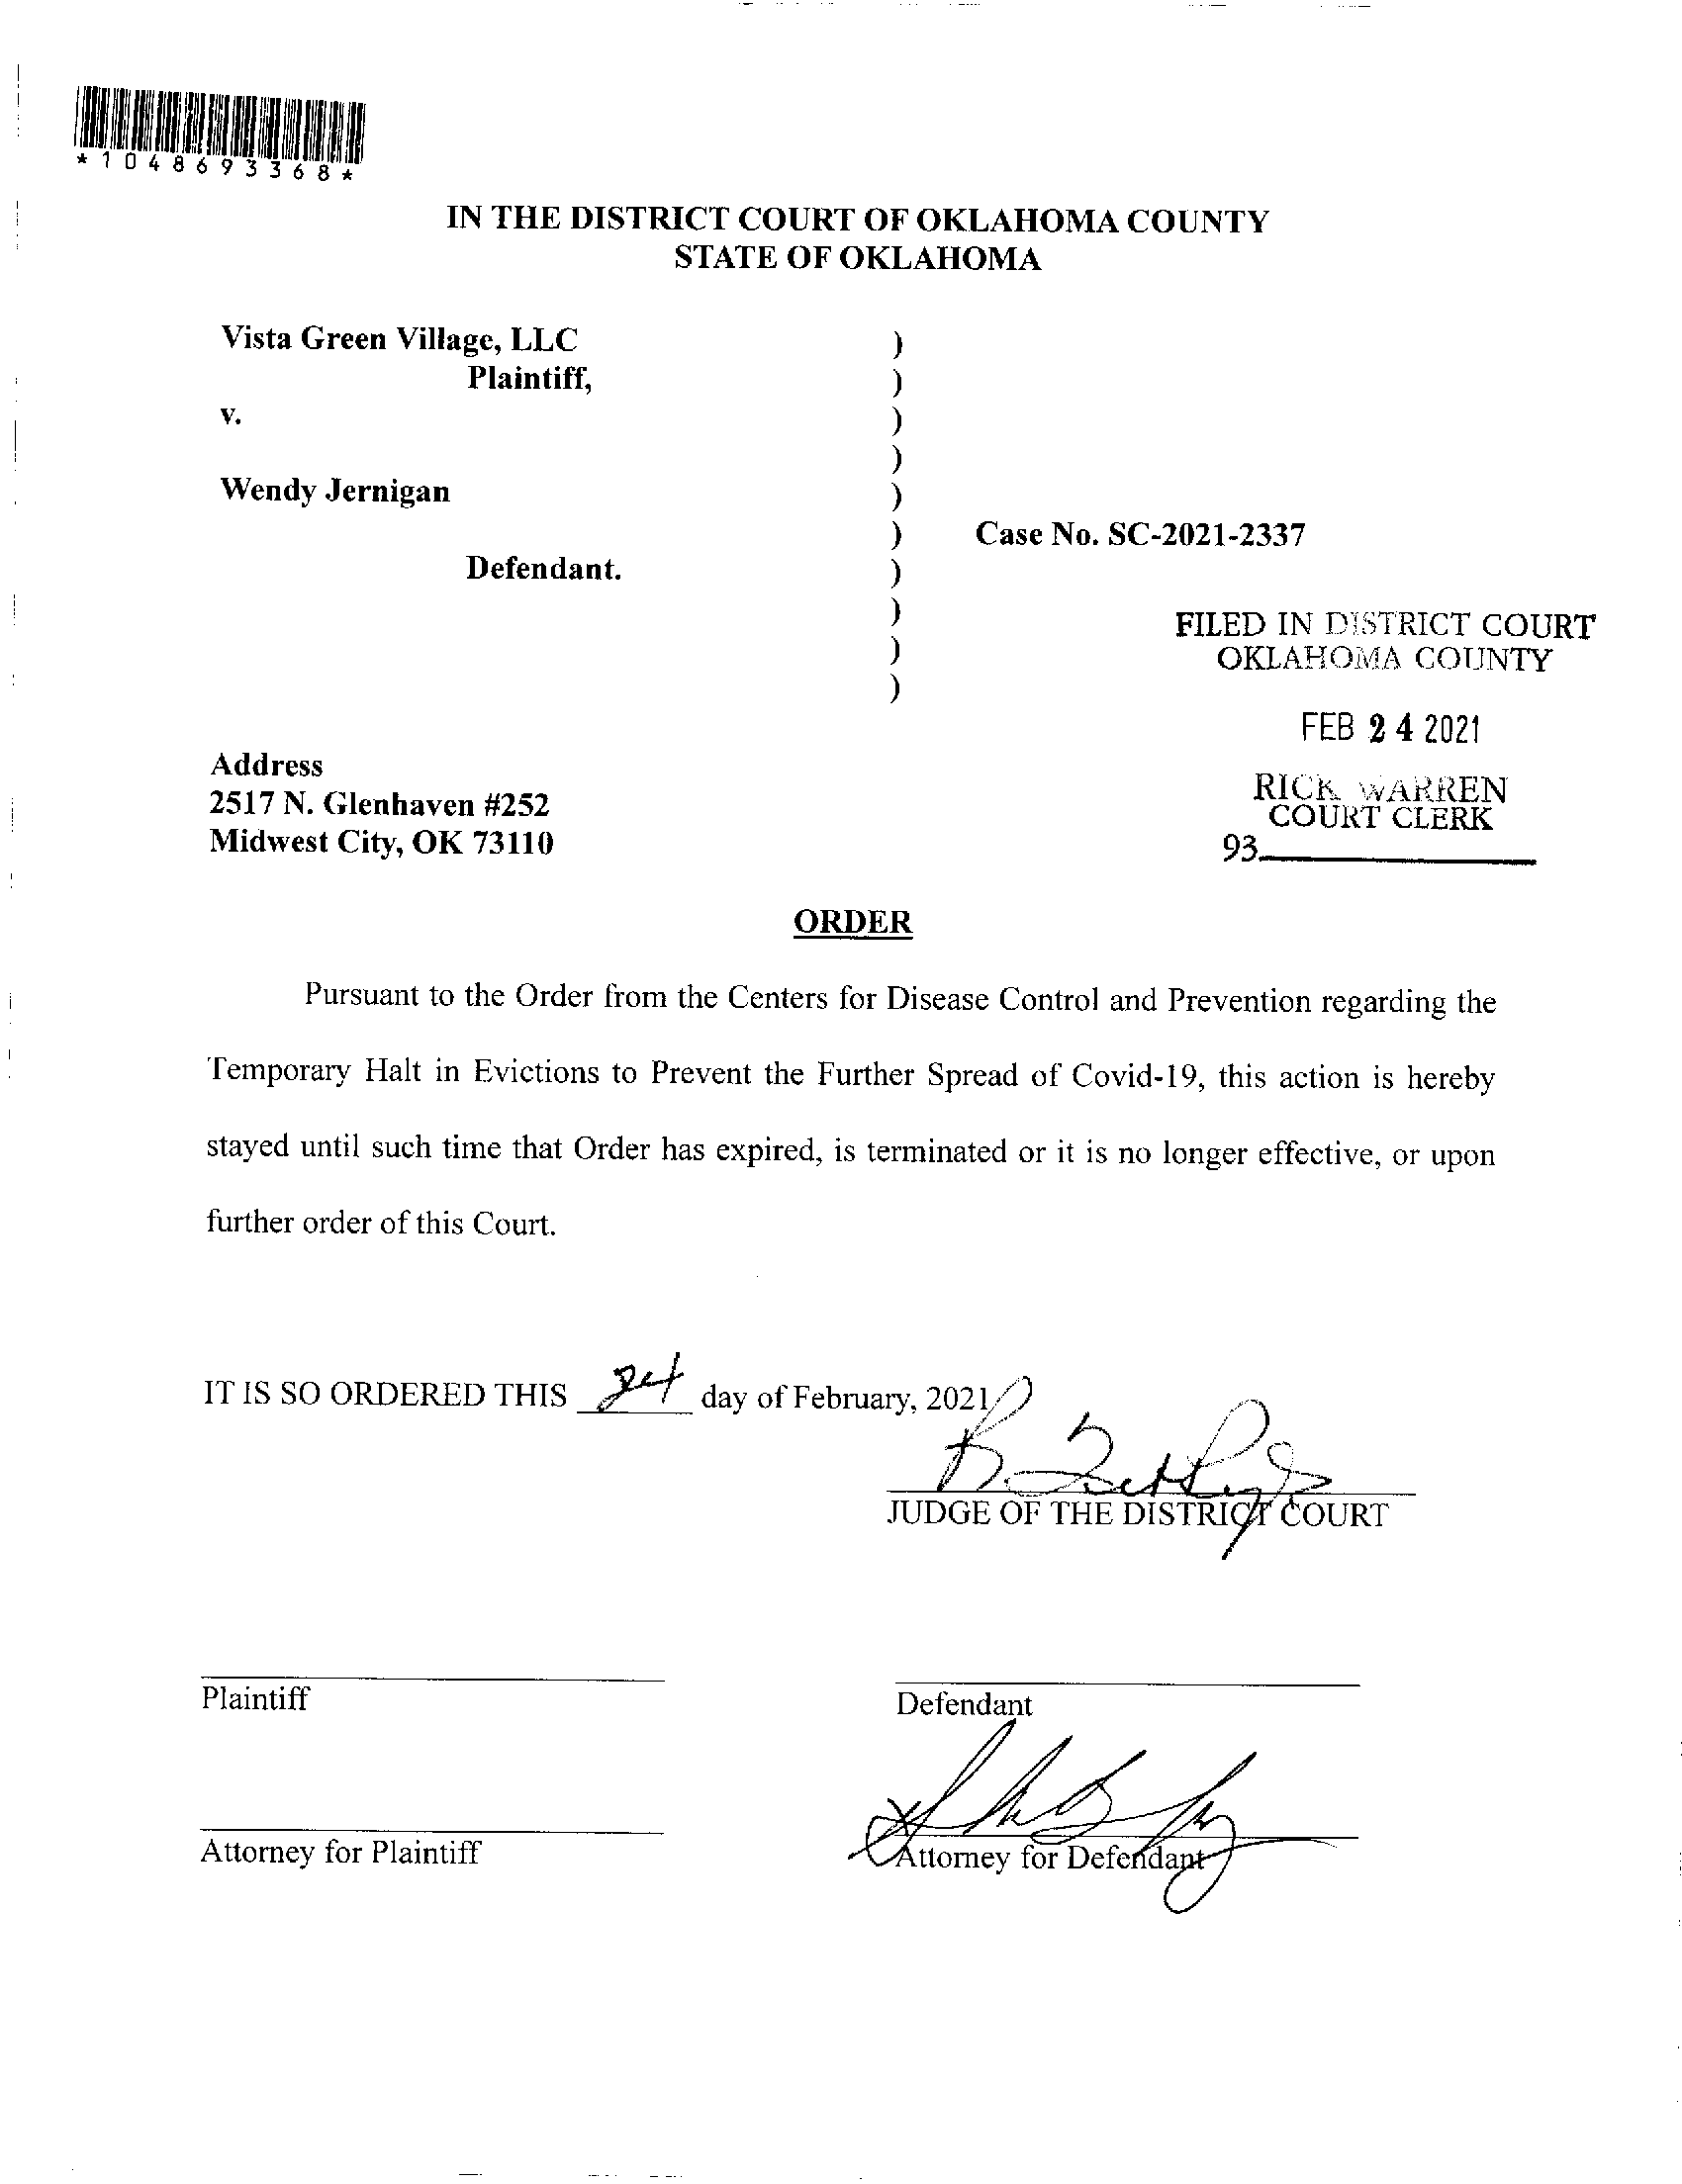 *1048693368*
IN THE DISTRICT COURT OF OKLAHOMA COUNTY
STATE OF OKLAHOMA
Vista Green Village, LLC )
Plaintiff, )
v. )
)
Wendy Jernigan )
) Case No. SC-2021-2337
Defendant. )
)
)
)
FILED IN DISTRICT COURT
OKLAHOMA COUNTY
FEB 24 2021
RICK WARREN
COURT CLERK
93
Address
2517 N. Glenhaven #252
Midwest City, OK 73110
ORDER
Pursuant to the Order from the Centers for Disease Control and Prevention regarding the
Temporary Halt in Evictions to Prevent the Further Spread of Covid-19, this action is hereby
stayed until such time that Order has expired, is terminated or it is no longer effective, or upon
further order of this Court.
IT IS SO ORDERED THIS 24 day of February, 2021
JUDGE OF THE DISTRICT COURT
Plaintiff
Defendant
Attorney for Plaintiff
Attorney for Defendant